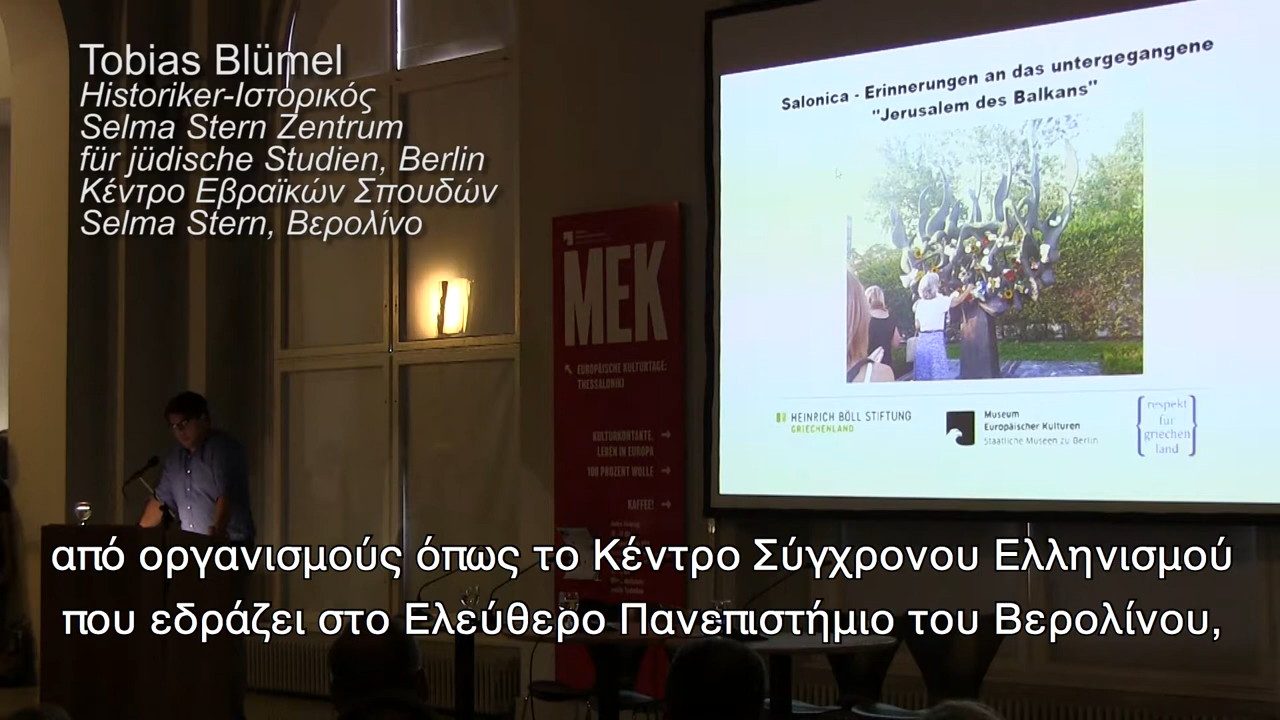 Tobias Blümel
Historiker-Ιστορικός
Selma Stern Zentrum
für jüdische Studien, Berlin
Κέντρο Εβραϊκών Σπουδών
Selma Stern, Βερολίνο
Salonica - Erinnerungen an das untergegangene
"Jerusalem des Balkans"
HEINRICH BÖLL STIFTUNG
GRIECHENLAND
Museum
Europäischer Kulturen
Staatliche Museen zu Berlin
respekt
für
griechen
land
MEK
EUROPÄISCHE KULTURTAGE:
THESSALONIKI
KULTURKONTAKTE.
LEBEN IN EUROPA
100 PROZENT WOLLE
KAFFEE!
από οργανισμούς όπως το Κέντρο Σύγχρονου Ελληνισμού
που εδράζει στο Ελεύθερο Πανεπιστήμιο του Βερολίνου,